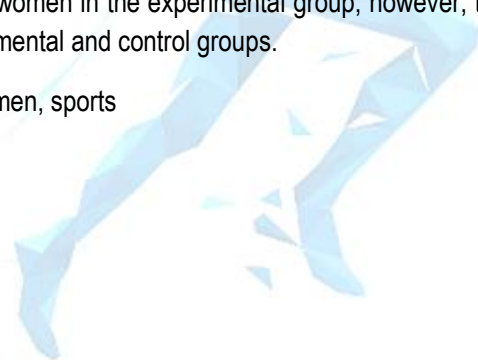 women in the experimental group, however,
mental and control groups.
men, sports